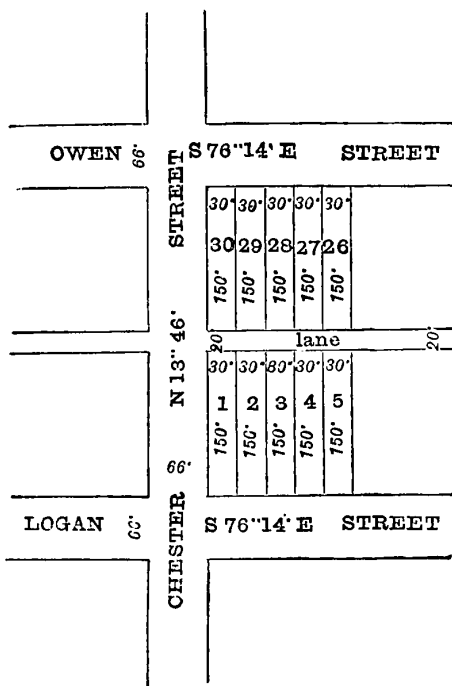 OWEN 66' S 76"14' E STREET
30' 30' 30' 30' 30'
30 29 28 27 26
150' 150' 150' 150' 150'
20' lane 20'
30' 30' 80' 30' 30'
1 2 3 4 5
150' 150' 150' 150' 150'
CHESTER 66' N 13" 46' STREET
LOGAN 66' S 76"14' E STREET